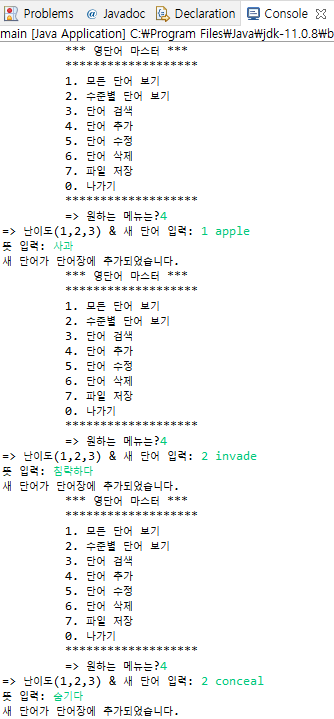 Problems @ Javadoc Declaration Console
main [Java Application] C:₩Program Files₩Java₩jdk-11.0.8₩b
*** 영단어 마스터 ***
*******************
1. 모든 단어 보기
2. 수준별 단어 보기
3. 단어 검색
4. 단어 추가
5. 단어 수정
6. 단어 삭제
7. 파일 저장
0. 나가기
*******************
=> 원하는 메뉴는?4
=> 난이도(1,2,3) & 새 단어 입력: 1 apple
뜻 입력: 사과
새 단어가 단어장에 추가되었습니다.
*** 영단어 마스터 ***
*******************
1. 모든 단어 보기
2. 수준별 단어 보기
3. 단어 검색
4. 단어 추가
5. 단어 수정
6. 단어 삭제
7. 파일 저장
0. 나가기
*******************
=> 원하는 메뉴는?4
=> 난이도(1,2,3) & 새 단어 입력: 2 invade
뜻 입력: 침략하다
새 단어가 단어장에 추가되었습니다.
*** 영단어 마스터 ***
*******************
1. 모든 단어 보기
2. 수준별 단어 보기
3. 단어 검색
4. 단어 추가
5. 단어 수정
6. 단어 삭제
7. 파일 저장
0. 나가기
*******************
=> 원하는 메뉴는?4
=> 난이도(1,2,3) & 새 단어 입력: 2 conceal
뜻 입력: 숨기다
새 단어가 단어장에 추가되었습니다.